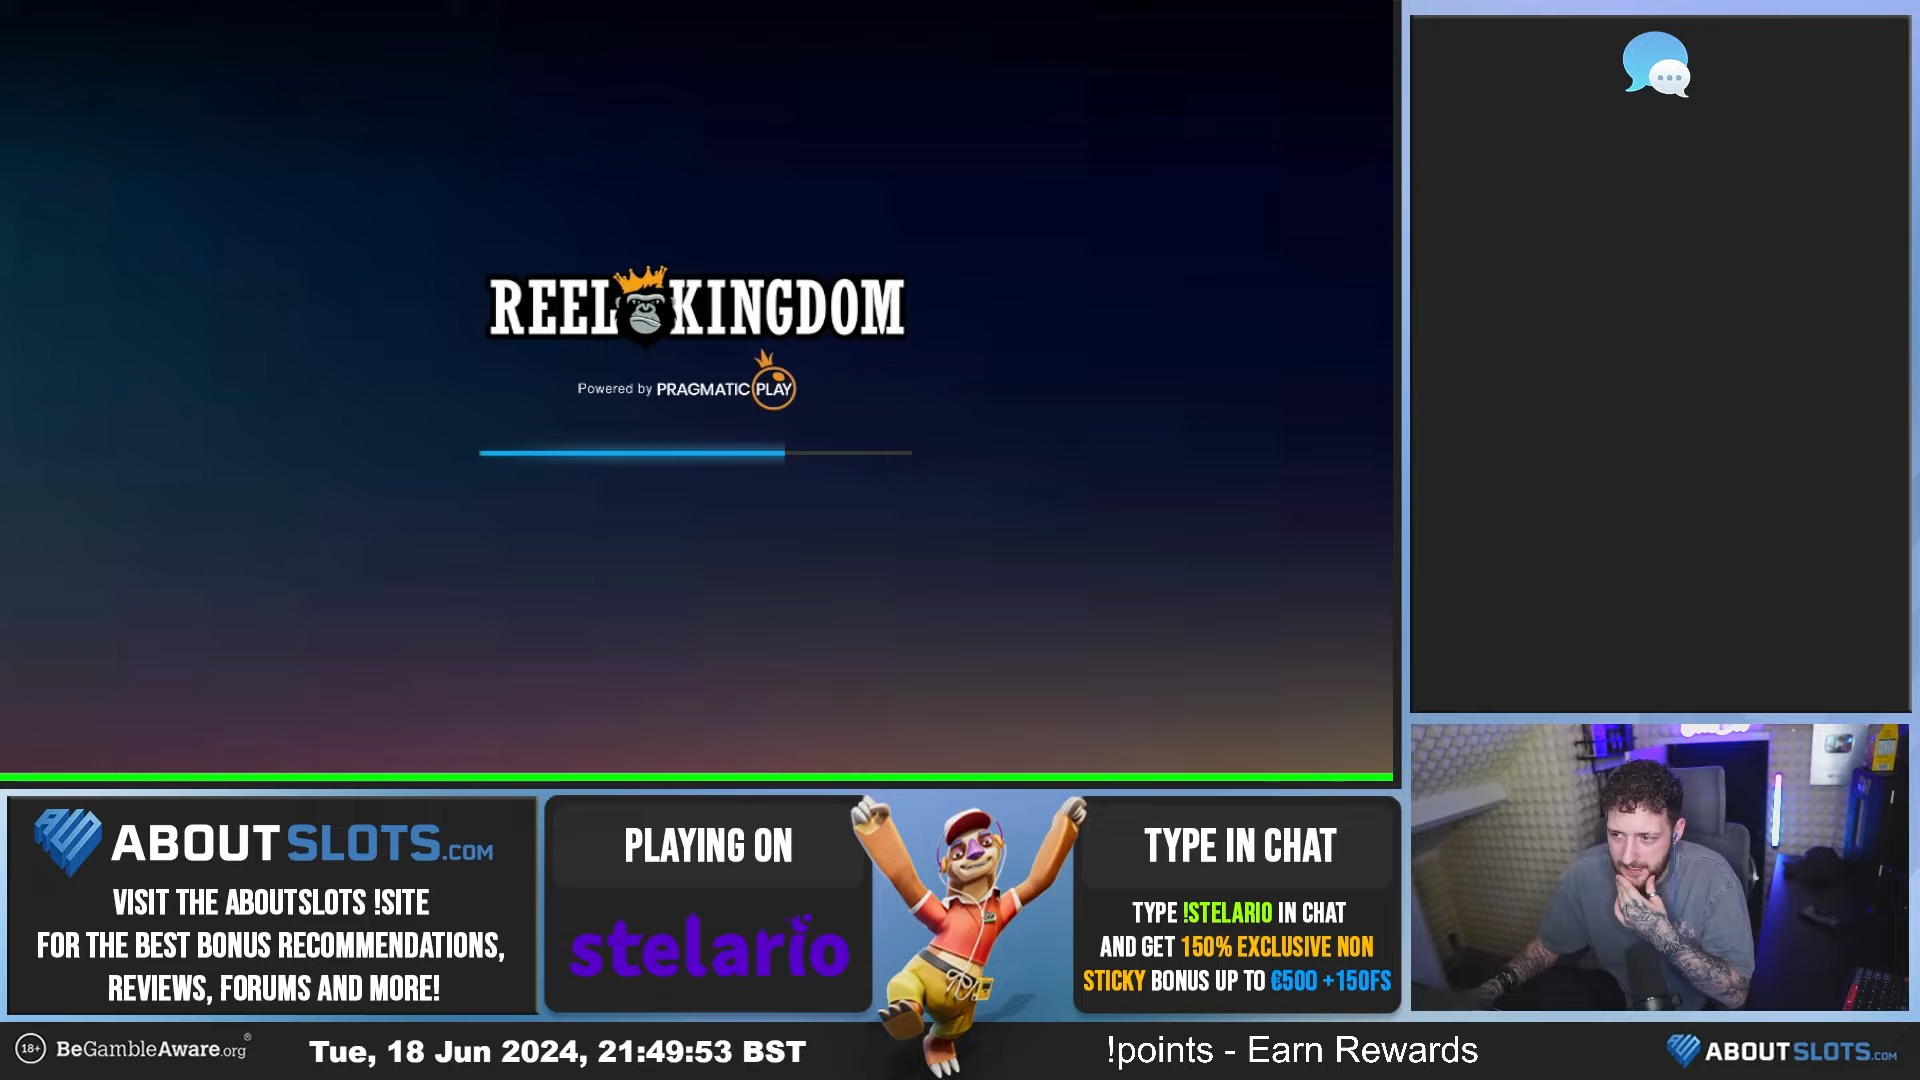 REEL KINGDOM
Powered by PRAGMATIC PLAY
ABOUTSLOTS.COM
VISIT THE ABOUTSLOTS !SITE
FOR THE BEST BONUS RECOMMENDATIONS,
REVIEWS, FORUMS AND MORE!
PLAYING ON
stelario
TYPE IN CHAT
TYPE !STELARIO IN CHAT
AND GET 150% EXCLUSIVE NON
STICKY BONUS UP TO €500 +150FS
18+ BeGambleAware.org®
Tue, 18 Jun 2024, 21:49:53 BST
!points - Earn Rewards
ABOUTSLOTS.COM